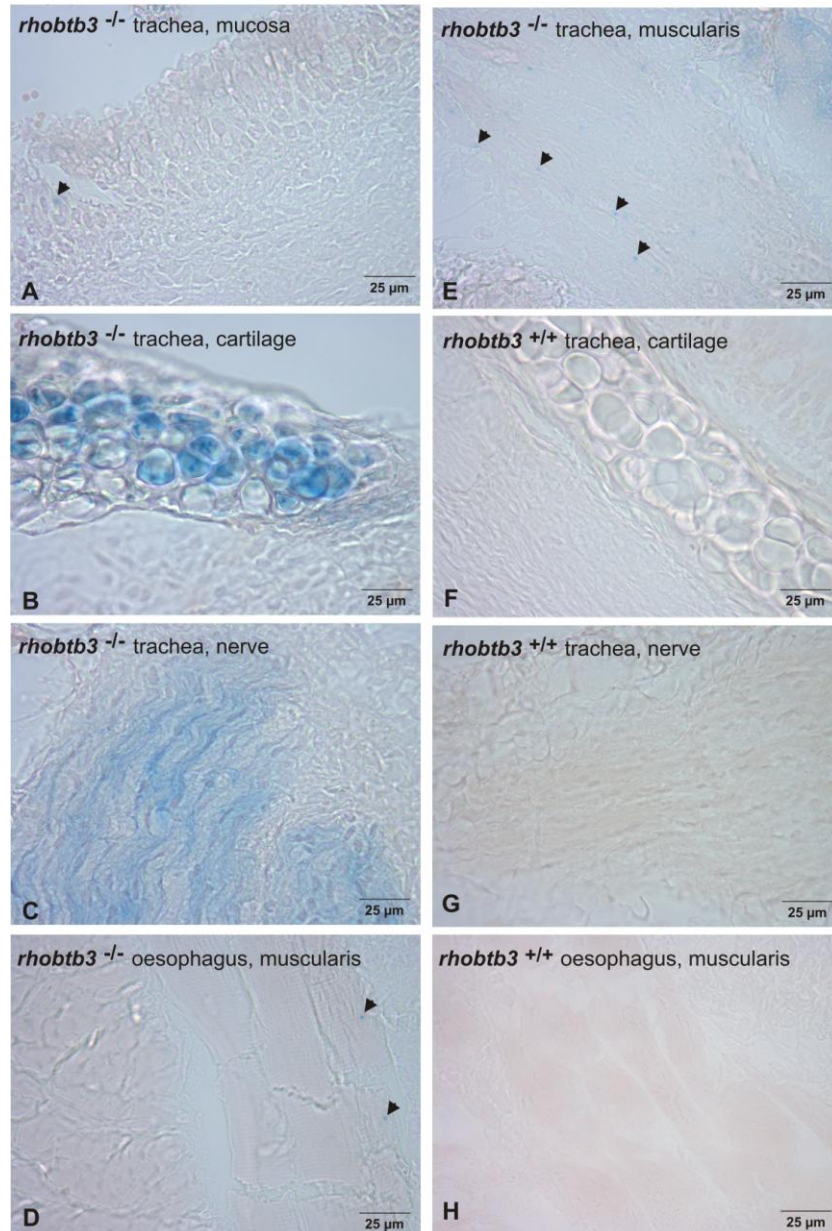 rhobtb3 -/- trachea, mucosa
25 µm
A
rhobtb3 -/- trachea, cartilage
25 µm
B
rhobtb3 -/- trachea, nerve
25 µm
C
rhobtb3 -/- oesophagus, muscularis
25 µm
D
rhobtb3 -/- trachea, muscularis
25 µm
E
rhobtb3 +/+ trachea, cartilage
25 µm
F
rhobtb3 +/+ trachea, nerve
25 µm
G
rhobtb3 +/+ oesophagus, muscularis
25 µm
H